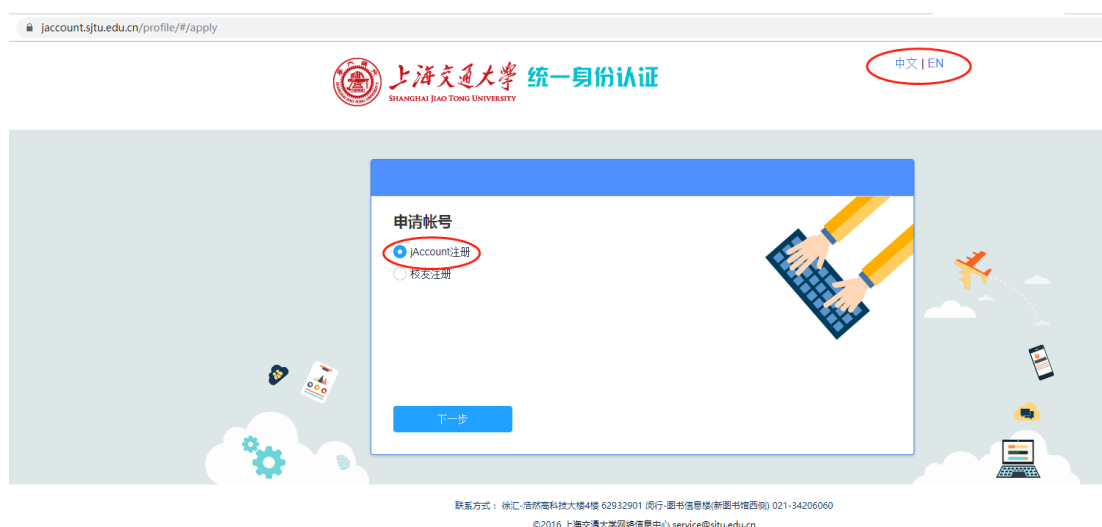 jaccount.sjtu.edu.cn/profile/#/apply
上海交通大学 统一身份认证
SHANGHAI JIAO TONG UNIVERSITY
中文 | EN
申请帐号
jAccount注册
校友注册
下一步
联系方式： 徐汇-浩然高科技大楼4楼 62932901 闵行-图书信息楼(新图书馆西侧) 021-34206060
©2016 上海交通大学网络信息中心 service@sjtu.edu.cn